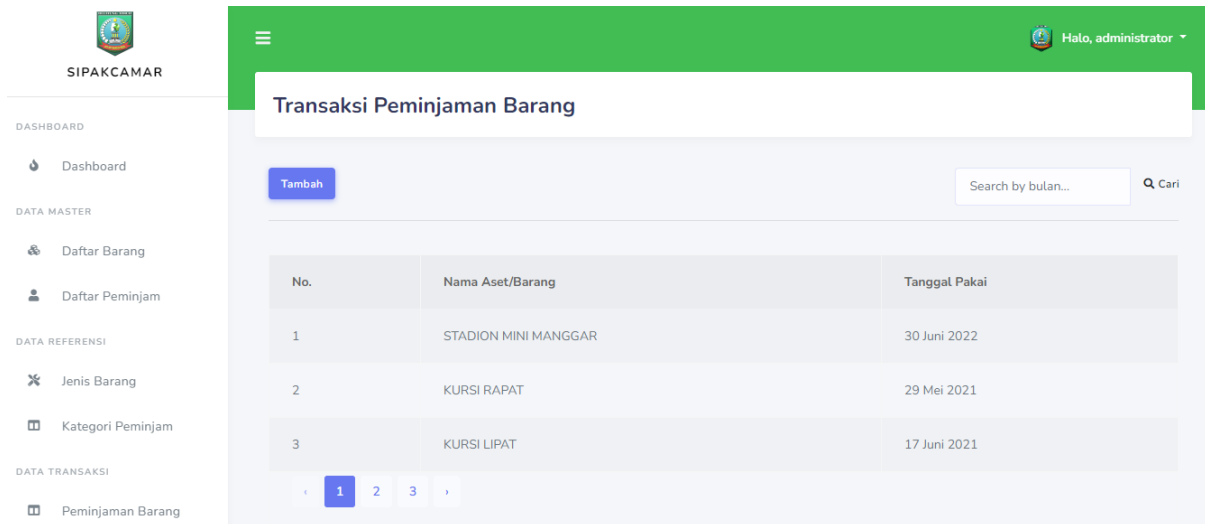 SIPAKCAMAR
DASHBOARD
Dashboard
DATA MASTER
Daftar Barang
Daftar Peminjam
DATA REFERENSI
Jenis Barang
Kategori Peminjam
DATA TRANSAKSI
Peminjaman Barang
Halo, administrator
Transaksi Peminjaman Barang
Tambah
Search by bulan... Cari
No. Nama Aset/Barang Tanggal Pakai
1 STADION MINI MANGGAR 30 Juni 2022
2 KURSI RAPAT 29 Mei 2021
3 KURSI LIPAT 17 Juni 2021
‹ 1 2 3 ›